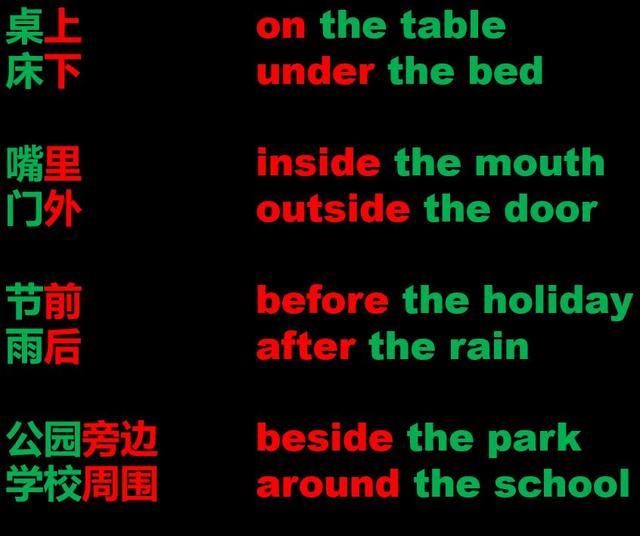 桌上 on the table
床下 under the bed
嘴里 inside the mouth
门外 outside the door
节前 before the holiday
雨后 after the rain
公园旁边 beside the park
学校周围 around the school